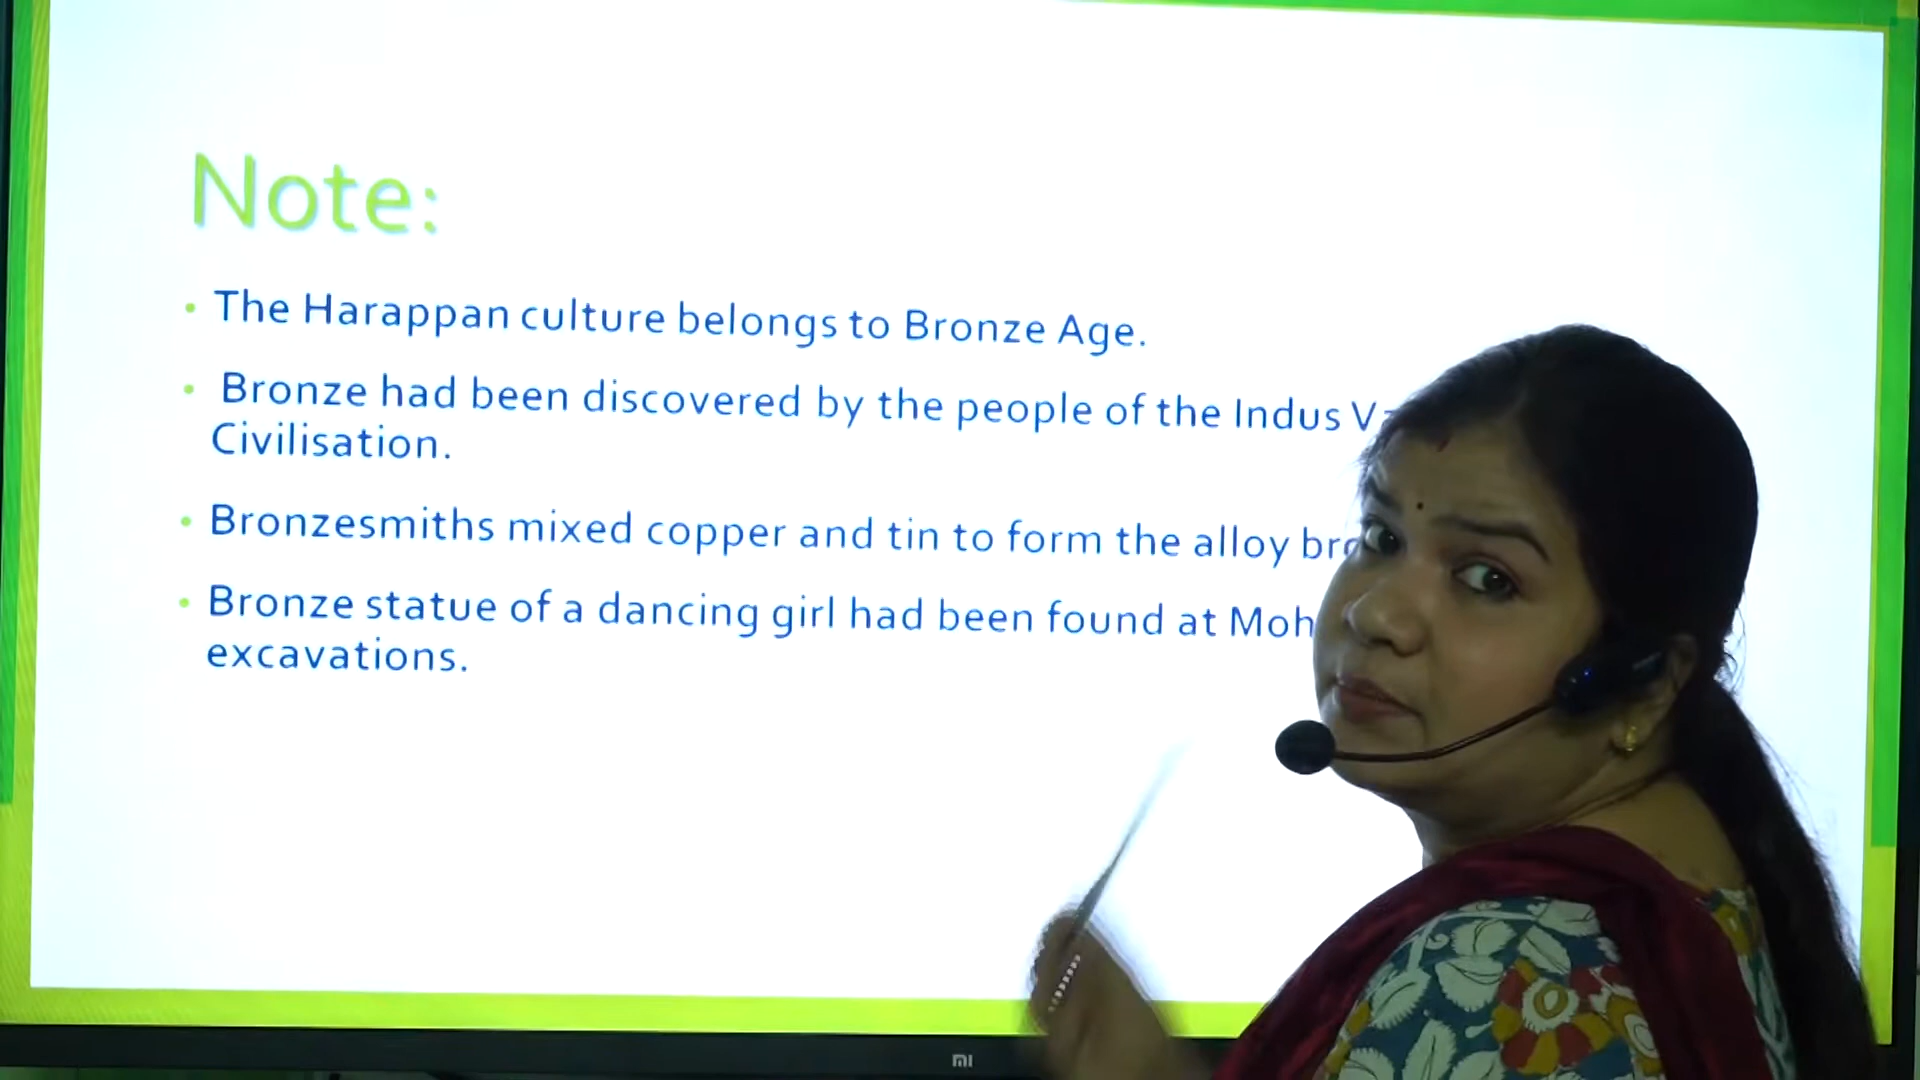 Note:
• The Harappan culture belongs to Bronze Age.
• Bronze had been discovered by the people of the Indus
Civilisation.
• Bronzesmiths mixed copper and tin to form the alloy
• Bronze statue of a dancing girl had been found at
excavations.
mi